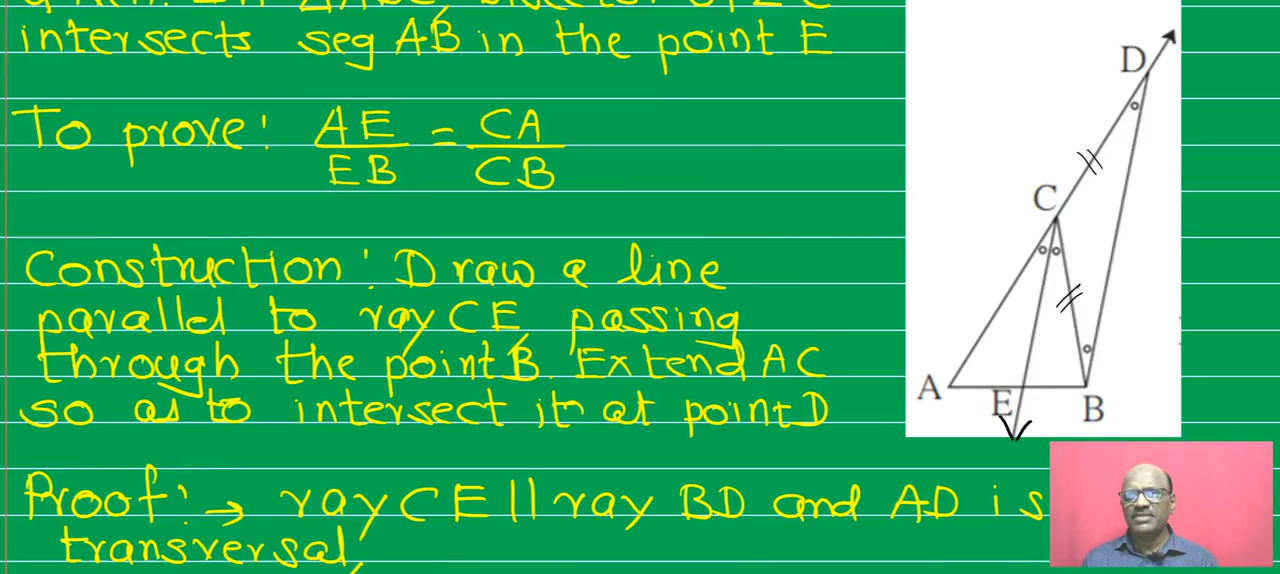 intersects seg AB in the point E
To prove: AE/EB = CA/CB
Construction: Draw a line
parallel to ray CE passing
through the point B. Extend AC
so as to intersect it at point D
Proof: → ray CE || ray BD and AD is
transversal,
D
C
A
E
B